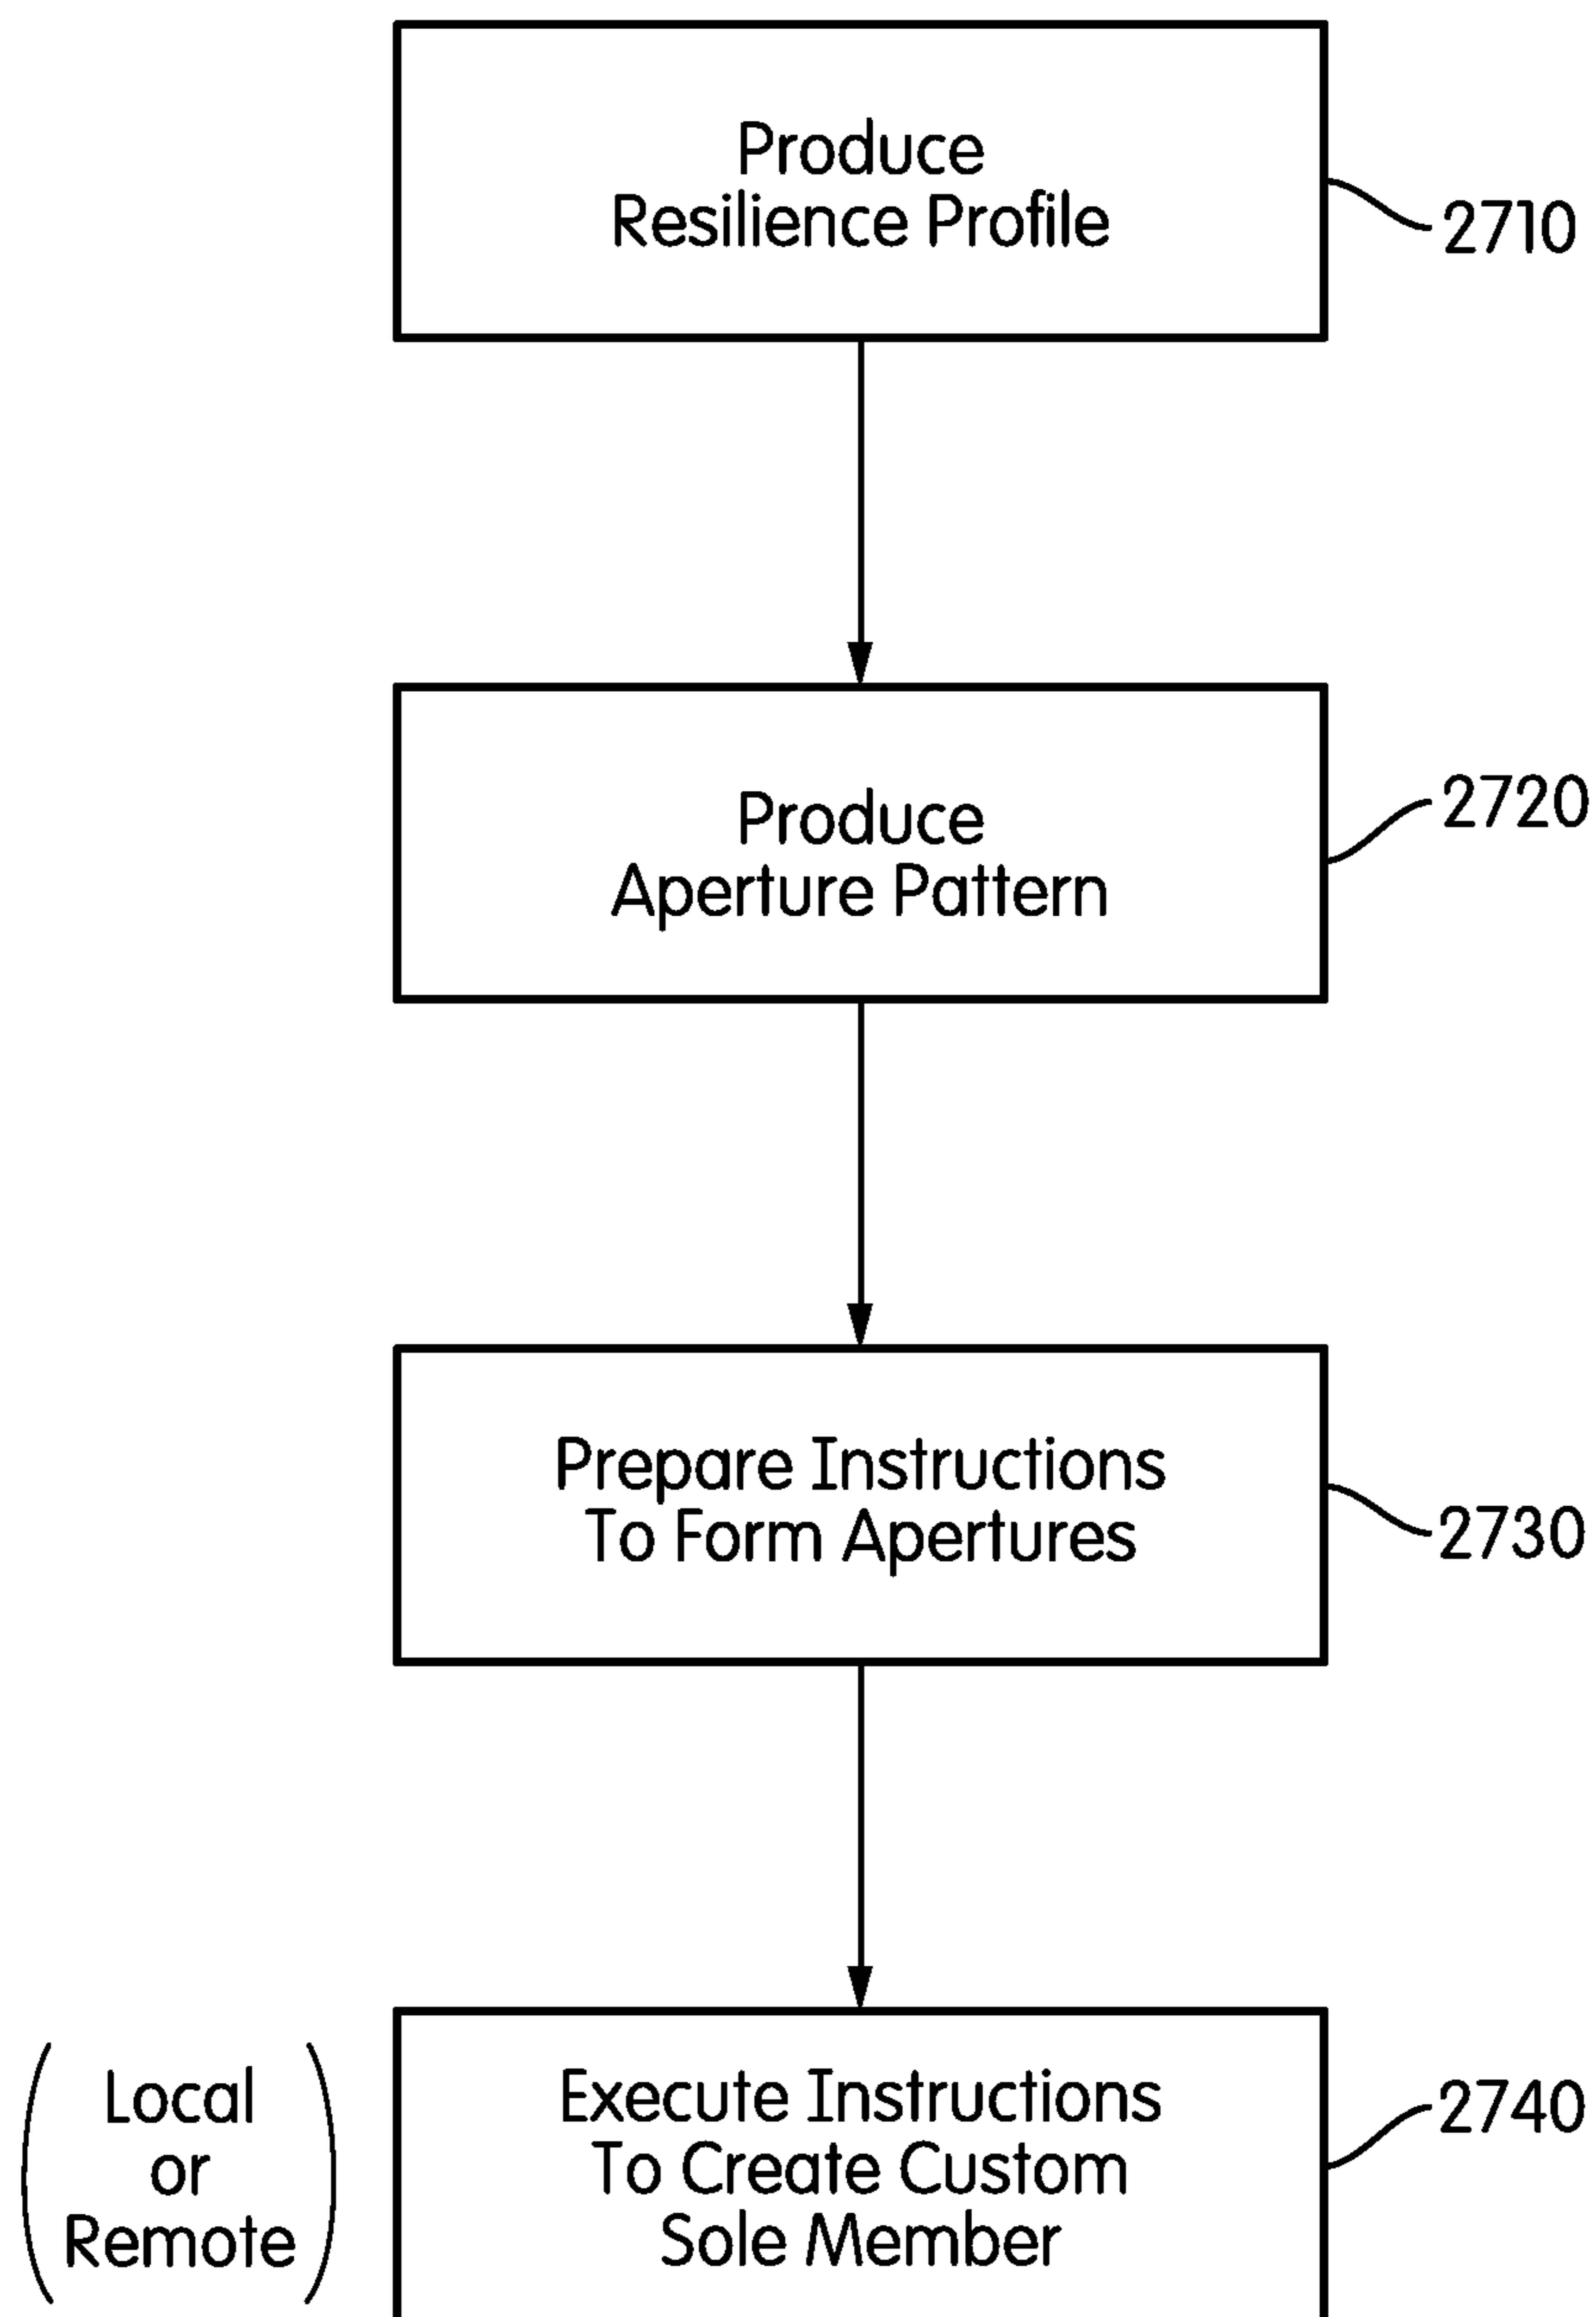 Produce
Resilience Profile
2710
Produce
Aperture Pattern
2720
Prepare Instructions
To Form Apertures
2730
Local
or
Remote
Execute Instructions
To Create Custom
Sole Member
2740